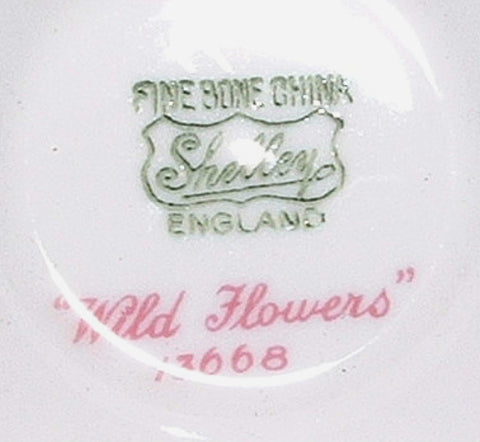 FINE BONE CHINA
Shelley
ENGLAND
"Wild Flowers"
13668